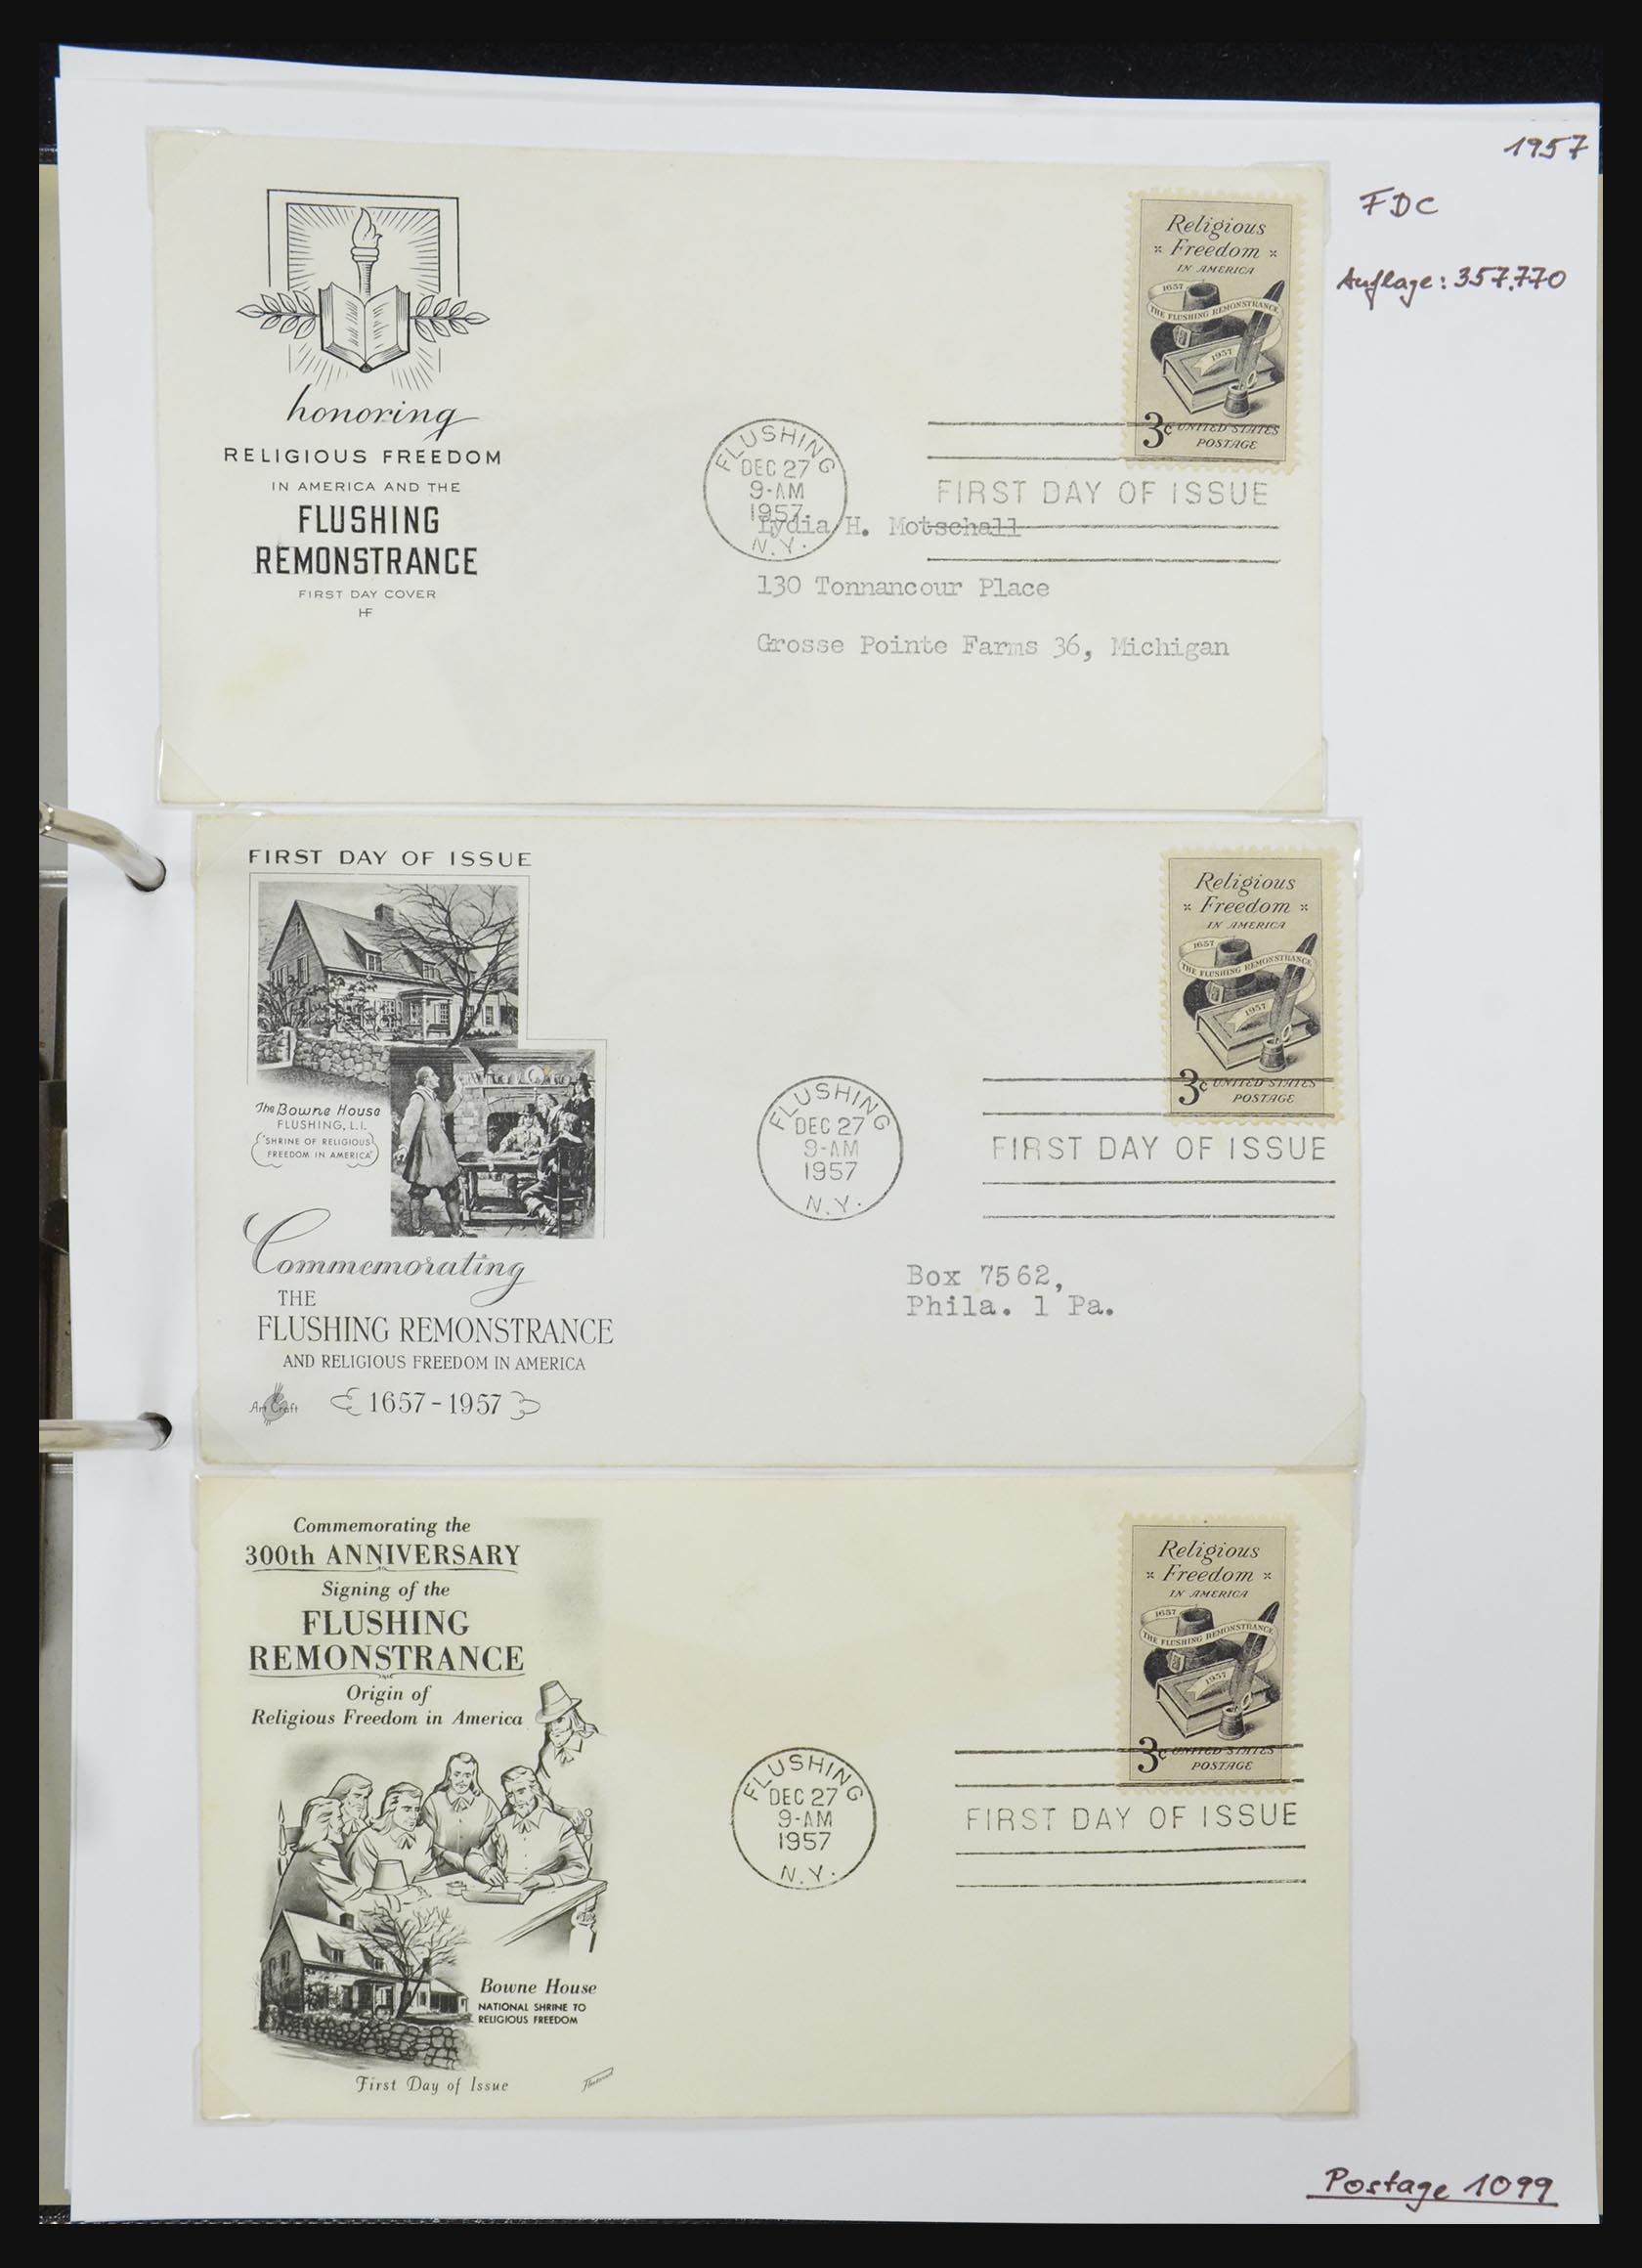 1957
FDC
Auflage: 357.770
honoring
RELIGIOUS FREEDOM
IN AMERICA AND THE
FLUSHING
REMONSTRANCE
FIRST DAY COVER
HF
Religious
Freedom
IN AMERICA
1657
THE FLUSHING REMONSTRANCE
1957
3c UNITED STATES
POSTAGE
FLUSHING
DEC 27
9-AM
1957
N.Y.
FIRST DAY OF ISSUE
Lydia H. Motschall
130 Tonnancour Place
Grosse Pointe Farms 36, Michigan
FIRST DAY OF ISSUE
The Bowne House
FLUSHING, L.I.
"SHRINE OF RELIGIOUS
FREEDOM IN AMERICA"
Commemorating
THE
FLUSHING REMONSTRANCE
AND RELIGIOUS FREEDOM IN AMERICA
Art Craft
1657-1957
Religious
Freedom
IN AMERICA
1657
THE FLUSHING REMONSTRANCE
1957
3c UNITED STATES
POSTAGE
FLUSHING
DEC 27
9-AM
1957
N.Y.
FIRST DAY OF ISSUE
Box 7562,
Phila. 1 Pa.
Commemorating the
300th ANNIVERSARY
Signing of the
FLUSHING
REMONSTRANCE
Origin of
Religious Freedom in America
Bowne House
NATIONAL SHRINE TO
RELIGIOUS FREEDOM
First Day of Issue
Religious
Freedom
IN AMERICA
1657
THE FLUSHING REMONSTRANCE
1957
3c UNITED STATES
POSTAGE
FLUSHING
DEC 27
9-AM
1957
N.Y.
FIRST DAY OF ISSUE
Postage 1099